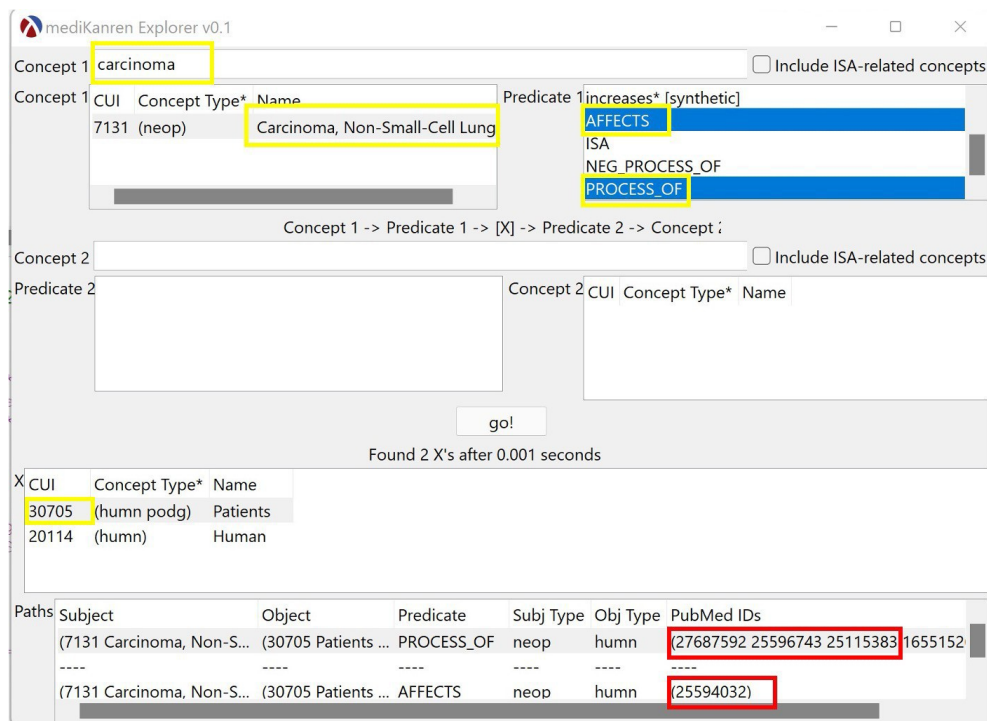 mediKanren Explorer v0.1
Concept 1 carcinoma Include ISA-related concepts
Concept 1 CUI Concept Type* Name Predicate 1 increases* [synthetic]
7131 (neop) Carcinoma, Non-Small-Cell Lung AFFECTS
ISA
NEG_PROCESS_OF
PROCESS_OF
Concept 1 -> Predicate 1 -> [X] -> Predicate 2 -> Concept 2
Concept 2 Include ISA-related concepts
Predicate 2 Concept 2 CUI Concept Type* Name
go!
Found 2 X's after 0.001 seconds
X CUI Concept Type* Name
30705 (humn podg) Patients
20114 (humn) Human
Paths Subject Object Predicate Subj Type Obj Type PubMed IDs
(7131 Carcinoma, Non-S... (30705 Patients ... PROCESS_OF neop humn (27687592 25596743 25115383 1655152
---- ---- ---- ---- ---- ----
(7131 Carcinoma, Non-S... (30705 Patients ... AFFECTS neop humn (25594032)